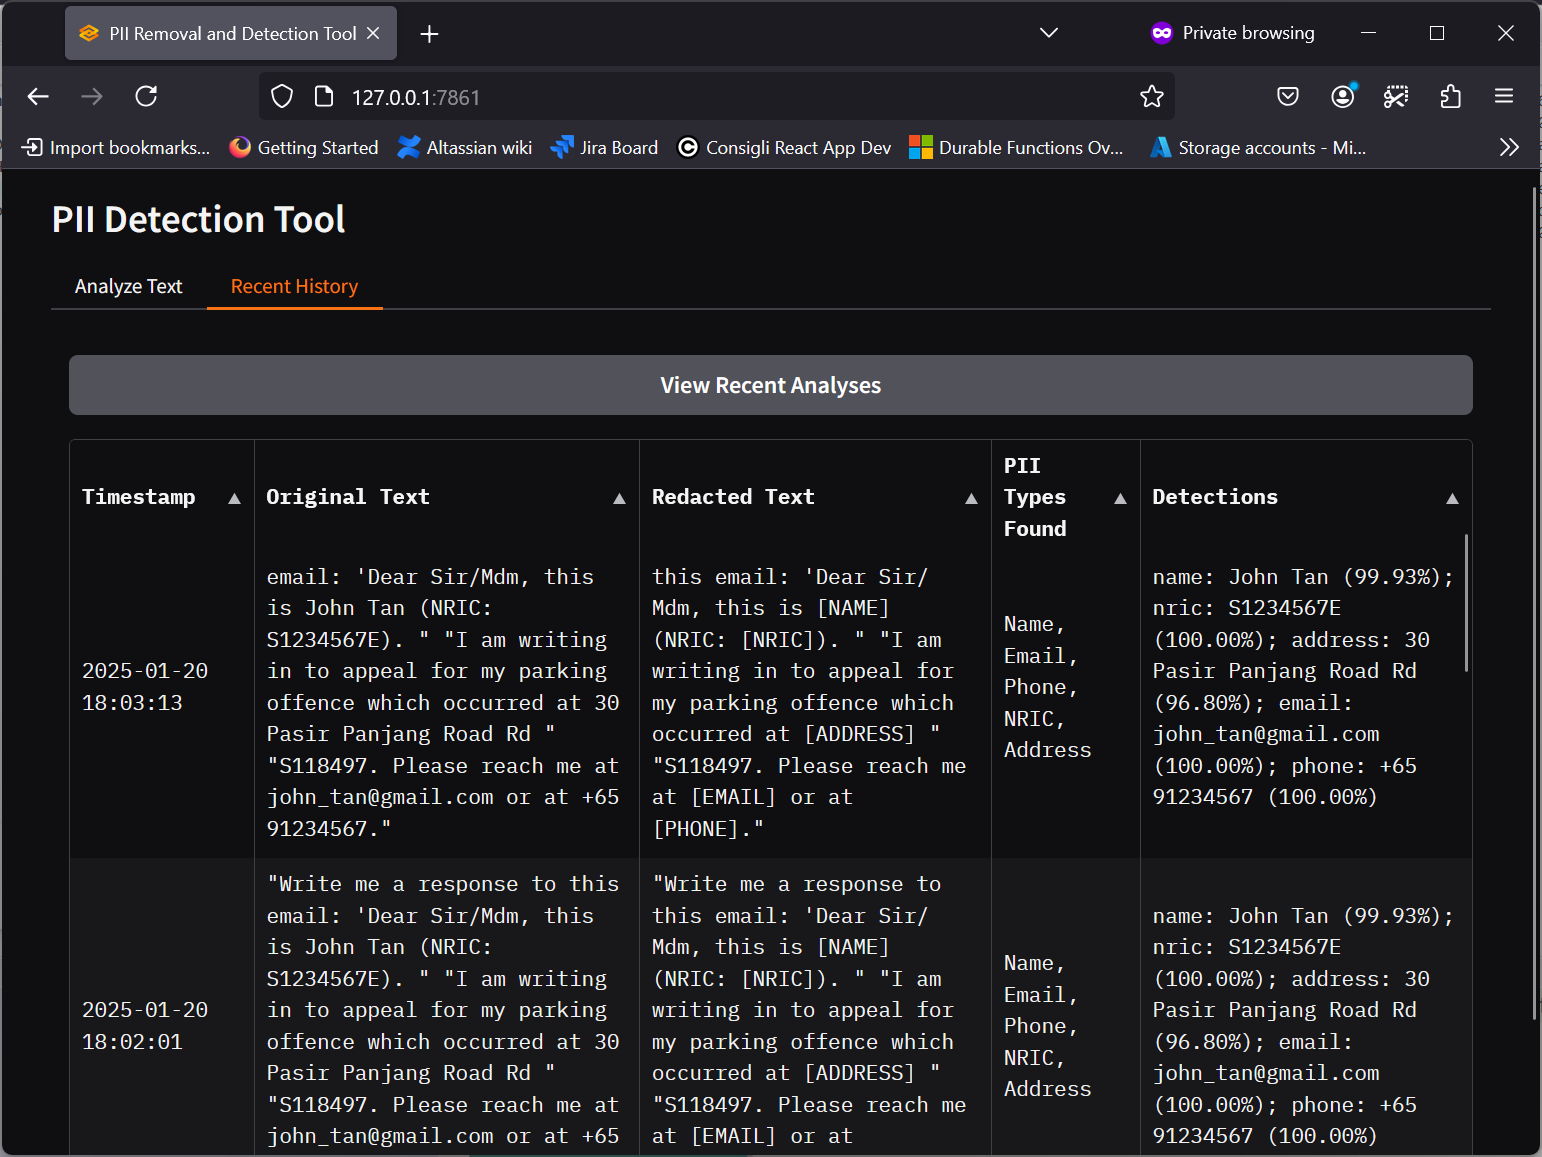 PII Removal and Detection Tool
Private browsing
127.0.0.1:7861
Import bookmarks...
Getting Started
Altassian wiki
Jira Board
Consigli React App Dev
Durable Functions Ov...
Storage accounts - Mi...
PII Detection Tool
Analyze Text
Recent History
View Recent Analyses
Timestamp
Original Text
Redacted Text
PII
Types
Found
Detections
2025-01-20
18:03:13
email: 'Dear Sir/Mdm, this
is John Tan (NRIC:
S1234567E). " "I am writing
in to appeal for my parking
offence which occurred at 30
Pasir Panjang Road Rd "
"S118497. Please reach me at
john_tan@gmail.com or at +65
91234567."
this email: 'Dear Sir/
Mdm, this is [NAME]
(NRIC: [NRIC]). " "I am
writing in to appeal for
my parking offence which
occurred at [ADDRESS] "
"S118497. Please reach me
at [EMAIL] or at
[PHONE]."
Name,
Email,
Phone,
NRIC,
Address
name: John Tan (99.93%);
nric: S1234567E
(100.00%); address: 30
Pasir Panjang Road Rd
(96.80%); email:
john_tan@gmail.com
(100.00%); phone: +65
91234567 (100.00%)
2025-01-20
18:02:01
"Write me a response to this
email: 'Dear Sir/Mdm, this
is John Tan (NRIC:
S1234567E). " "I am writing
in to appeal for my parking
offence which occurred at 30
Pasir Panjang Road Rd "
"S118497. Please reach me at
john_tan@gmail.com or at +65
"Write me a response to
this email: 'Dear Sir/
Mdm, this is [NAME]
(NRIC: [NRIC]). " "I am
writing in to appeal for
my parking offence which
occurred at [ADDRESS] "
"S118497. Please reach me
at [EMAIL] or at
Name,
Email,
Phone,
NRIC,
Address
name: John Tan (99.93%);
nric: S1234567E
(100.00%); address: 30
Pasir Panjang Road Rd
(96.80%); email:
john_tan@gmail.com
(100.00%); phone: +65
91234567 (100.00%)